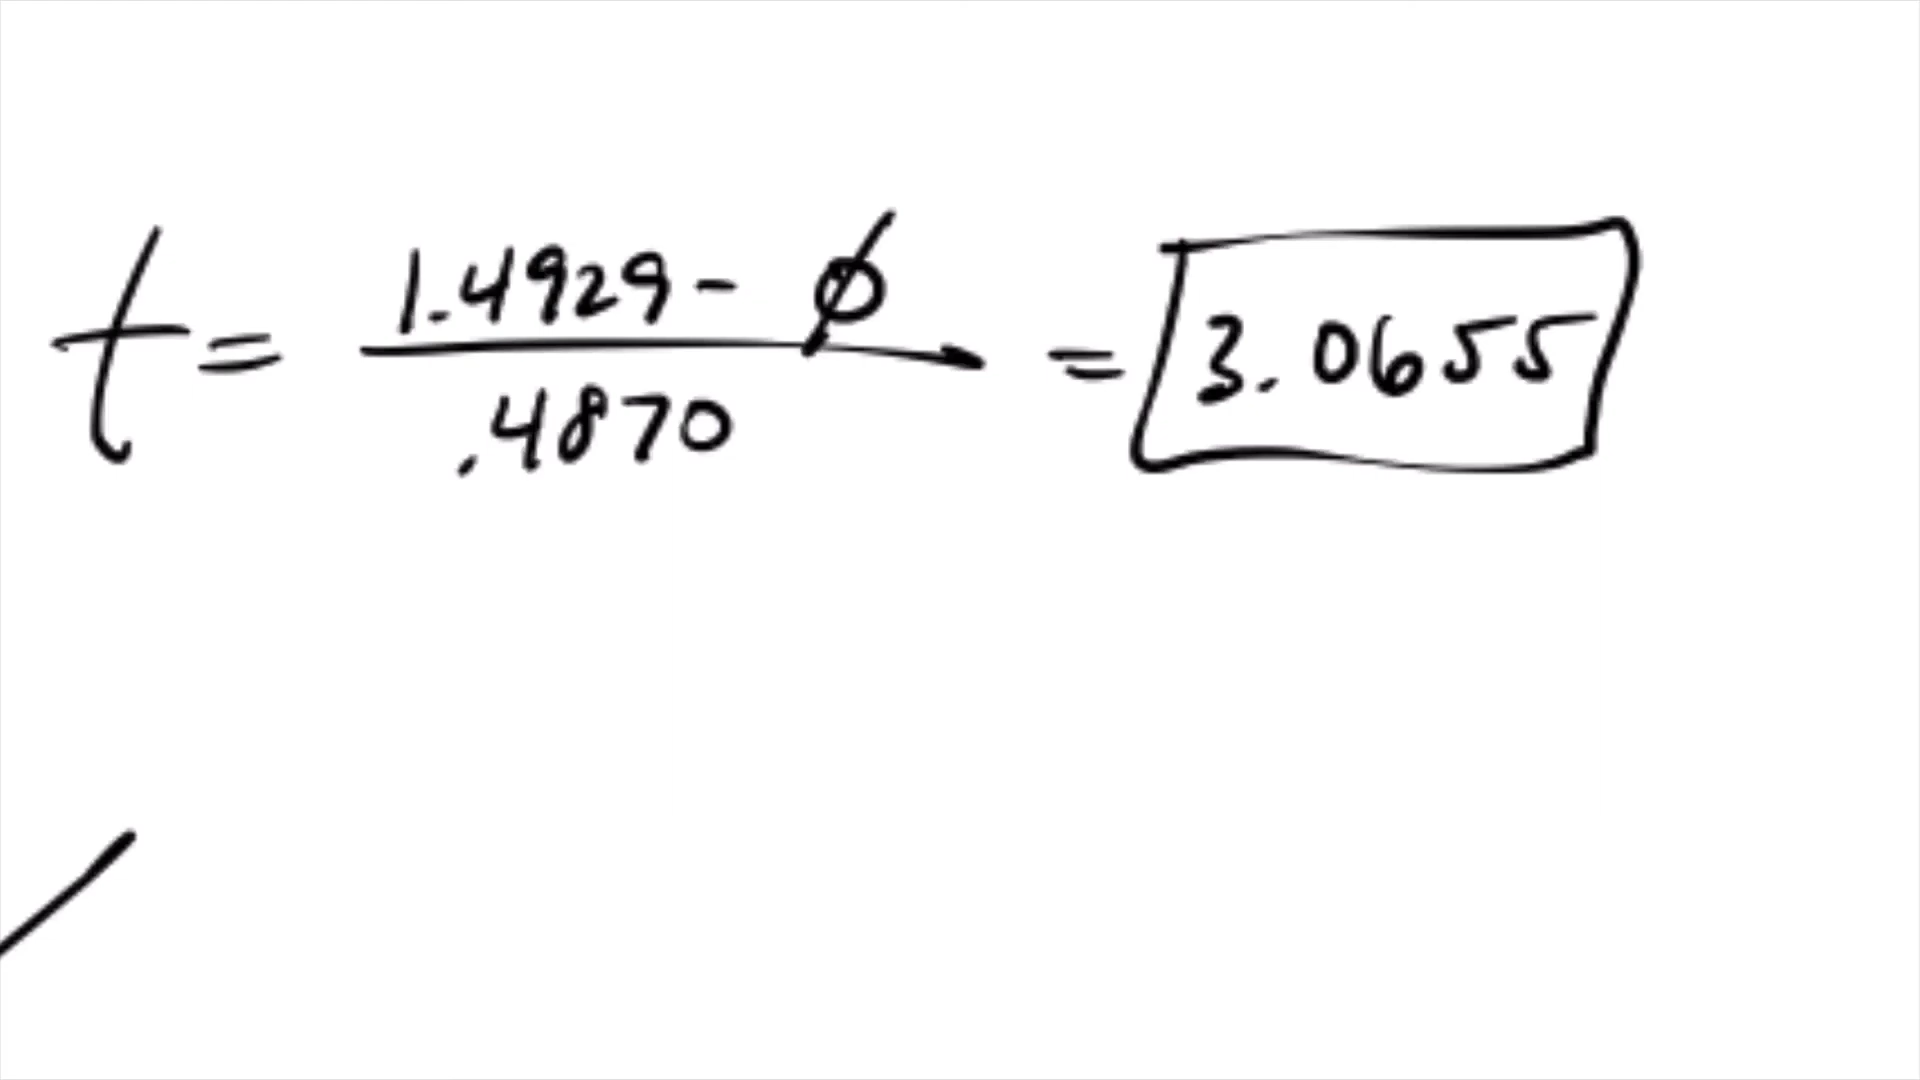 t = (1.4929 - ∅) / .4870 = 3.0655